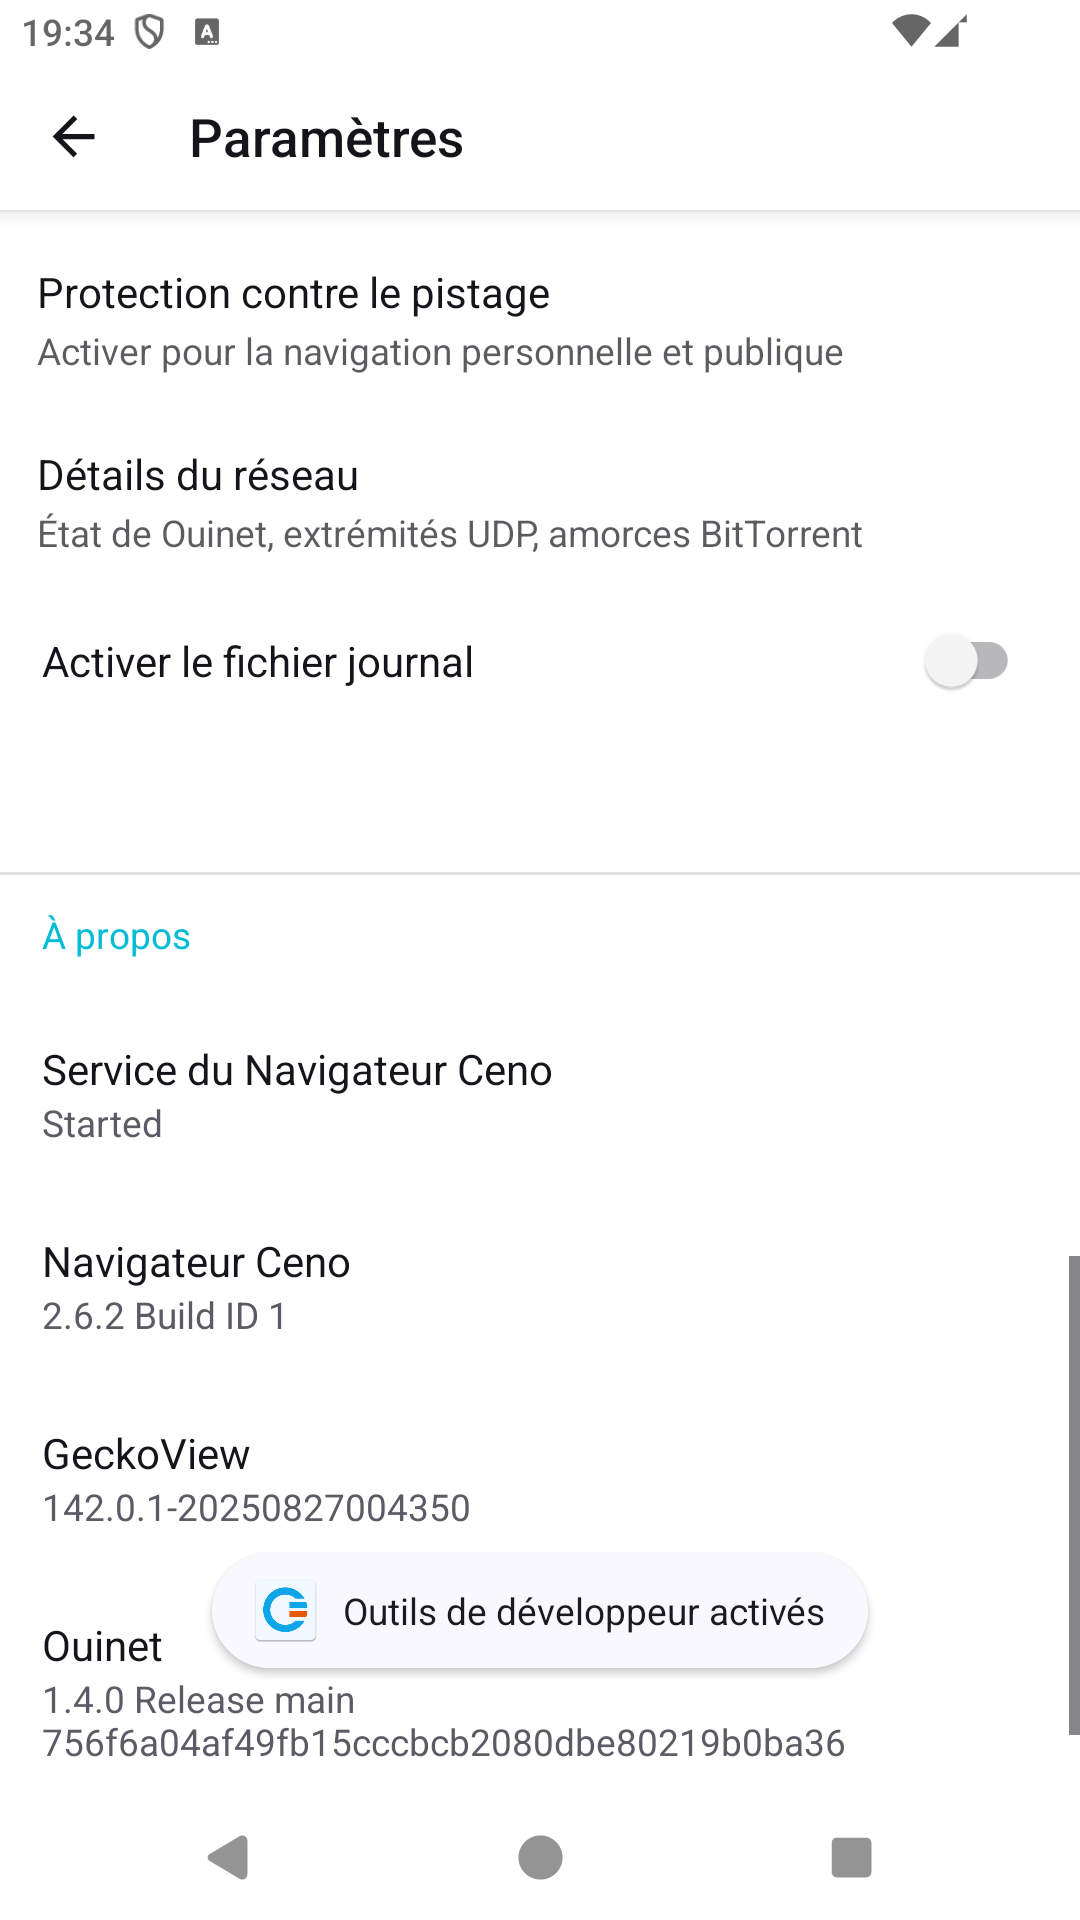 19:34
Paramètres
Protection contre le pistage
Activer pour la navigation personnelle et publique
Détails du réseau
État de Ouinet, extrémités UDP, amorces BitTorrent
Activer le fichier journal
À propos
Service du Navigateur Ceno
Started
Navigateur Ceno
2.6.2 Build ID 1
GeckoView
142.0.1-20250827004350
Outils de développeur activés
Ouinet
1.4.0 Release main
756f6a04af49fb15cccbcb2080dbe80219b0ba36